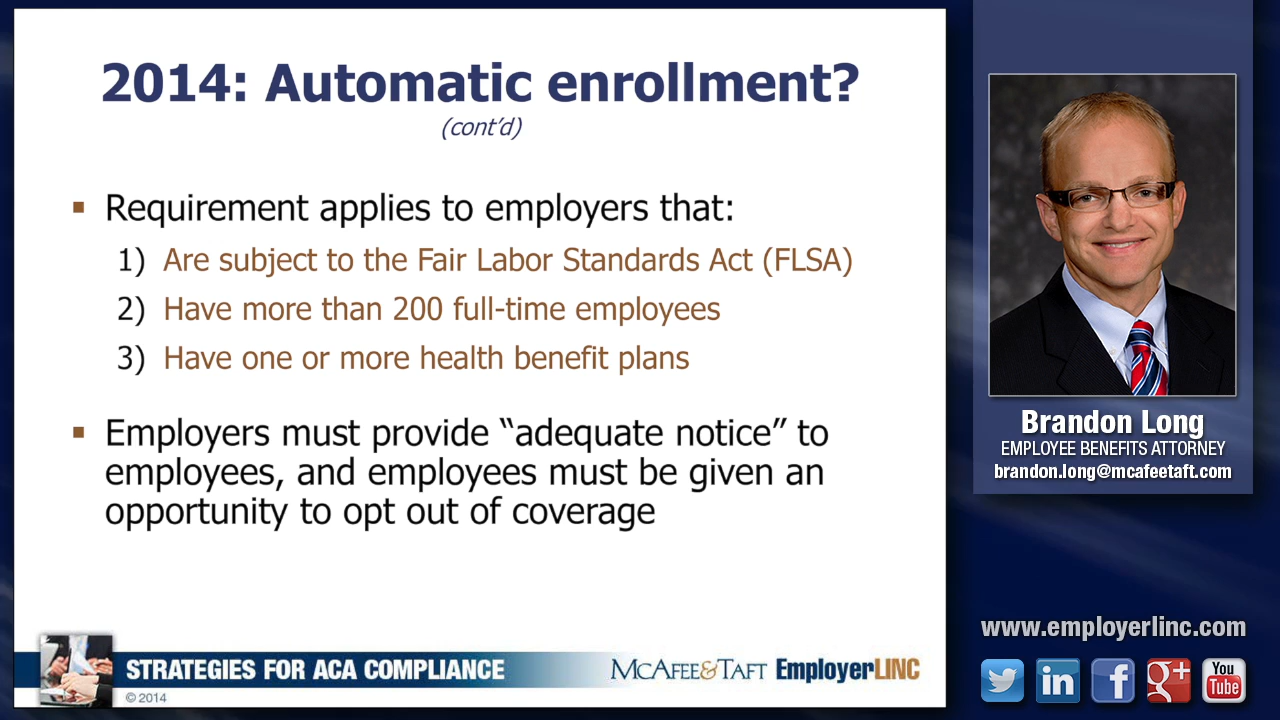 2014: Automatic enrollment?
(cont'd)
▪ Requirement applies to employers that:
1) Are subject to the Fair Labor Standards Act (FLSA)
2) Have more than 200 full-time employees
3) Have one or more health benefit plans
▪ Employers must provide “adequate notice” to
employees, and employees must be given an
opportunity to opt out of coverage
STRATEGIES FOR ACA COMPLIANCE
MCAFEE&TAFT EmployerLINC
© 2014
Brandon Long
EMPLOYEE BENEFITS ATTORNEY
brandon.long@mcafeetaft.com
www.employerlinc.com
in
f
g+
You
Tube